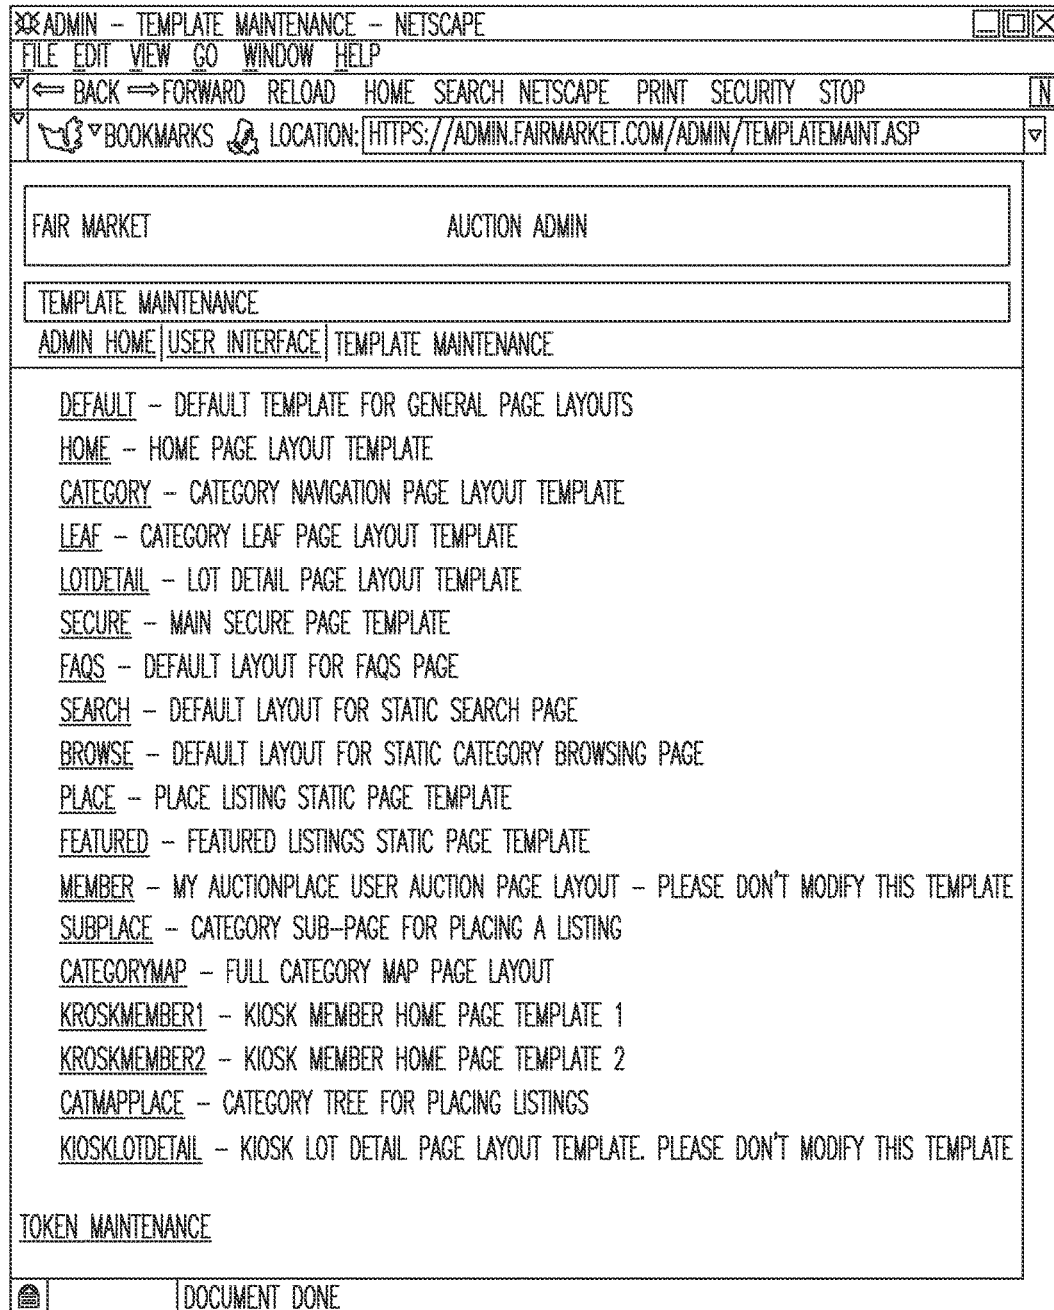 ADMIN – TEMPLATE MAINTENANCE – NETSCAPE
FILE EDIT VIEW GO WINDOW HELP
BACK FORWARD RELOAD HOME SEARCH NETSCAPE PRINT SECURITY STOP N
BOOKMARKS LOCATION: HTTPS://ADMIN.FAIRMARKET.COM/ADMIN/TEMPLATEMAINT.ASP
FAIR MARKET AUCTION ADMIN
TEMPLATE MAINTENANCE
ADMIN HOME | USER INTERFACE | TEMPLATE MAINTENANCE
DEFAULT – DEFAULT TEMPLATE FOR GENERAL PAGE LAYOUTS
HOME – HOME PAGE LAYOUT TEMPLATE
CATEGORY – CATEGORY NAVIGATION PAGE LAYOUT TEMPLATE
LEAF – CATEGORY LEAF PAGE LAYOUT TEMPLATE
LOTDETAIL – LOT DETAIL PAGE LAYOUT TEMPLATE
SECURE – MAIN SECURE PAGE TEMPLATE
FAQS – DEFAULT LAYOUT FOR FAQS PAGE
SEARCH – DEFAULT LAYOUT FOR STATIC SEARCH PAGE
BROWSE – DEFAULT LAYOUT FOR STATIC CATEGORY BROWSING PAGE
PLACE – PLACE LISTING STATIC PAGE TEMPLATE
FEATURED – FEATURED LISTINGS STATIC PAGE TEMPLATE
MEMBER – MY AUCTIONPLACE USER AUCTION PAGE LAYOUT – PLEASE DON'T MODIFY THIS TEMPLATE
SUBPLACE – CATEGORY SUB-PAGE FOR PLACING A LISTING
CATEGORYMAP – FULL CATEGORY MAP PAGE LAYOUT
KROSKMEMBER1 – KIOSK MEMBER HOME PAGE TEMPLATE 1
KROSKMEMBER2 – KIOSK MEMBER HOME PAGE TEMPLATE 2
CATMAPPLACE – CATEGORY TREE FOR PLACING LISTINGS
KIOSKLOTDETAIL – KIOSK LOT DETAIL PAGE LAYOUT TEMPLATE. PLEASE DON'T MODIFY THIS TEMPLATE
TOKEN MAINTENANCE
DOCUMENT DONE